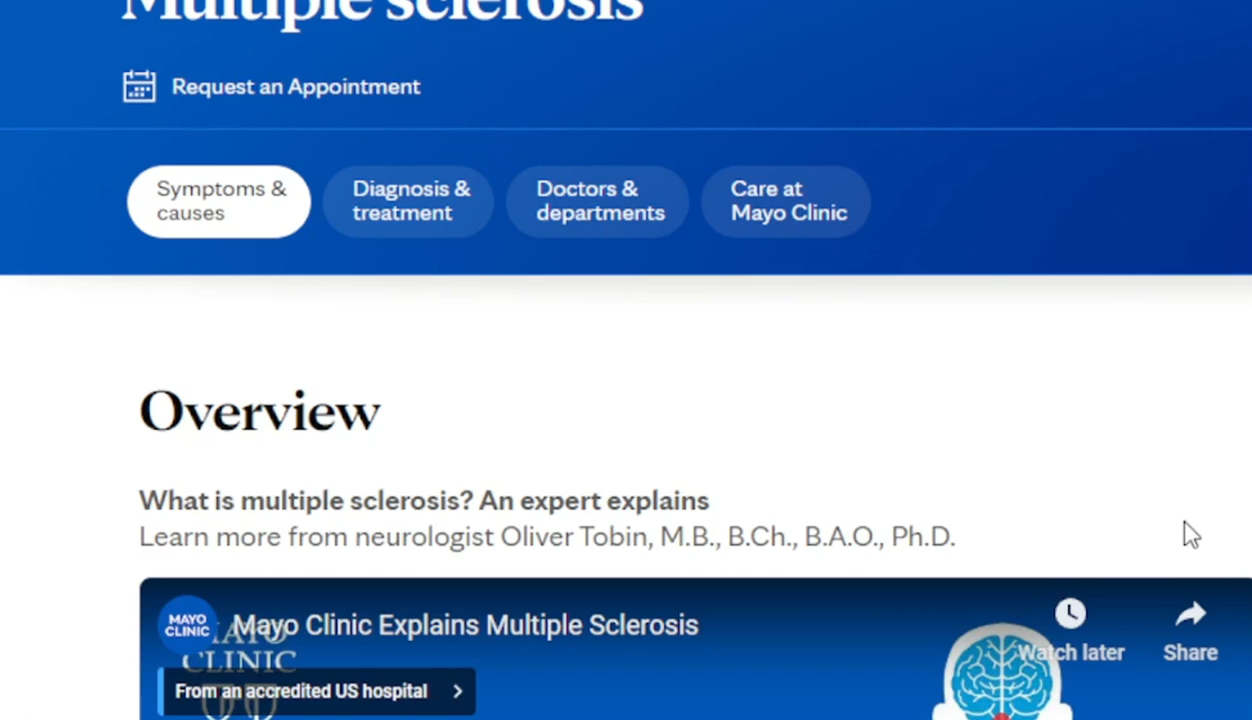 Multiple sclerosis
Request an Appointment
Symptoms &
causes
Diagnosis &
treatment
Doctors &
departments
Care at
Mayo Clinic
Overview
What is multiple sclerosis? An expert explains
Learn more from neurologist Oliver Tobin, M.B., B.Ch., B.A.O., Ph.D.
MAYO
CLINIC
Mayo Clinic Explains Multiple Sclerosis
MAYO
CLINIC
Watch later
Share
From an accredited US hospital